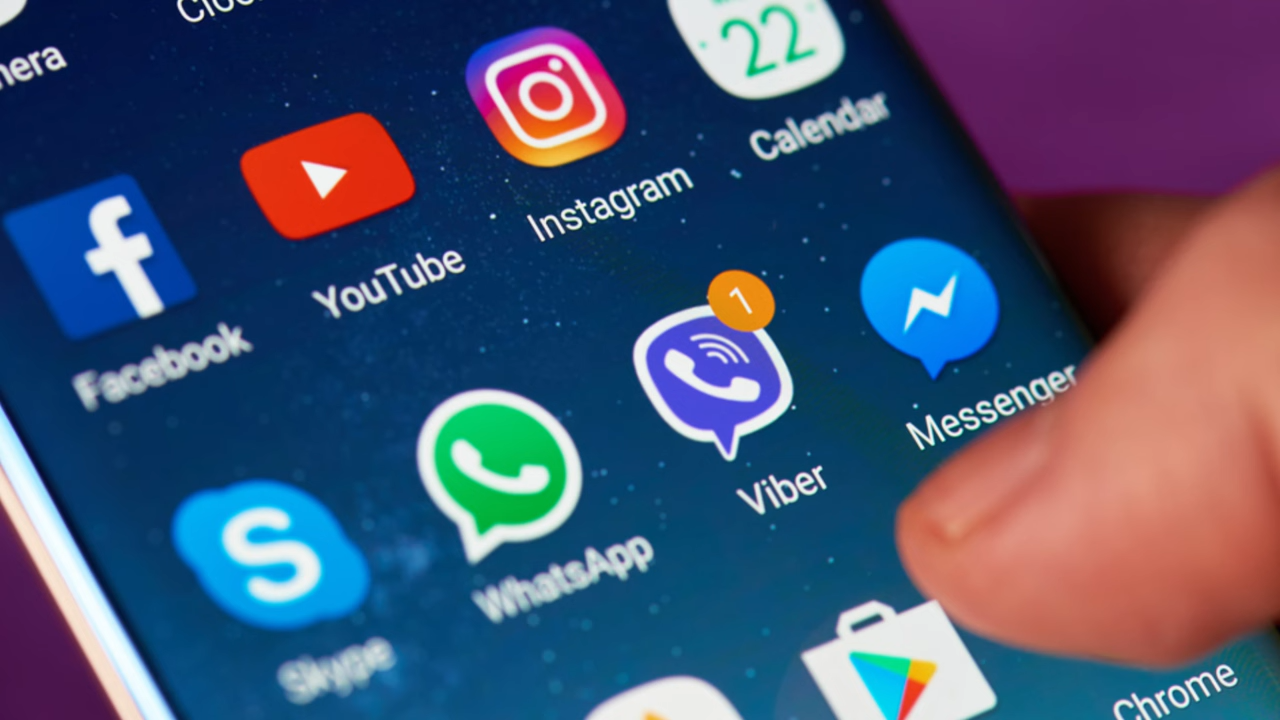 22
Calendar
Instagram
YouTube
f
Facebook
1
Messenger
Viber
WhatsApp
S
Skype
Chrome